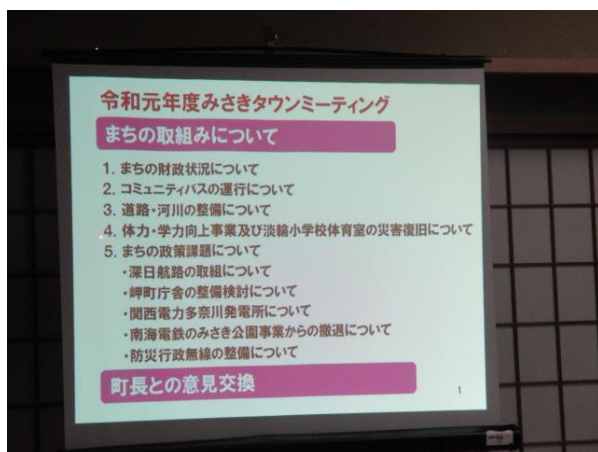 令和元年度みさきタウンミーティング
まちの取組みについて
1. まちの財政状況について
2. コミュニティバスの運行について
3. 道路・河川の整備について
4. 体力・学力向上事業及び淡輪小学校体育室の災害復旧について
5. まちの政策課題について
・深日航路の取組について
・岬町庁舎の整備検討について
・関西電力多奈川発電所について
・南海電鉄のみさき公園事業からの撤退について
・防災行政無線の整備について
町長との意見交換
1